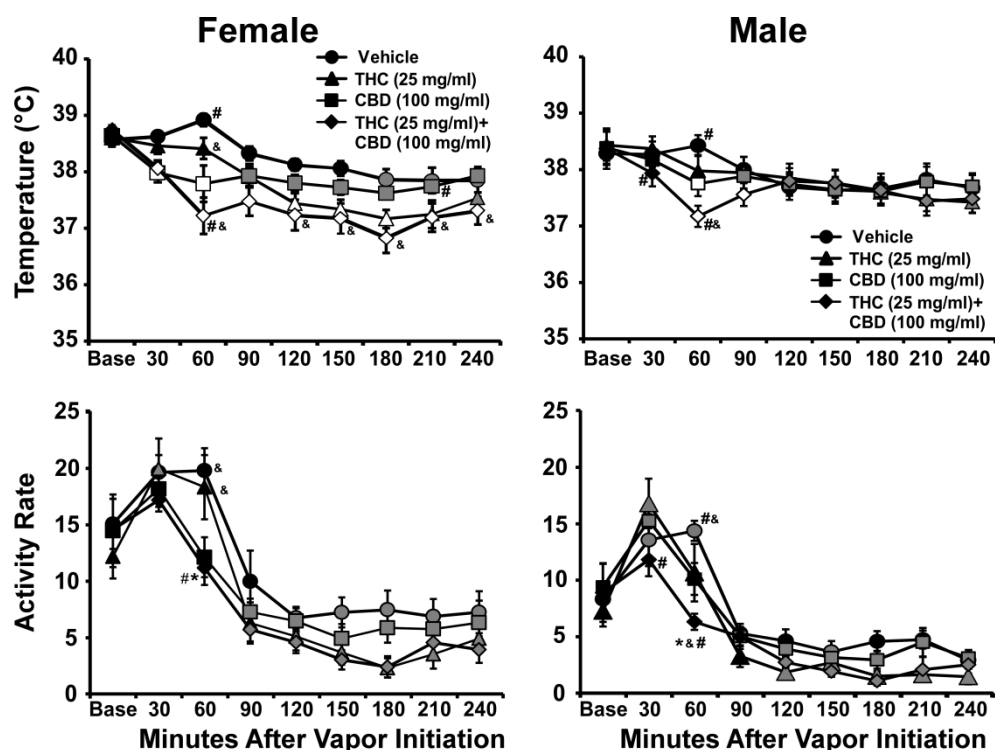 Female
Male
Vehicle
THC (25 mg/ml)
CBD (100 mg/ml)
THC (25 mg/ml)+
CBD (100 mg/ml)
Temperature (°C)
40
39
38
37
36
35
#
&
#&
&
&
&
#
&
&
Base 30 60 90 120 150 180 210 240
40
39
38
37
36
35
#
#
#&
Vehicle
THC (25 mg/ml)
CBD (100 mg/ml)
THC (25 mg/ml)+
CBD (100 mg/ml)
Base 30 60 90 120 150 180 210 240
Activity Rate
25
20
15
10
5
0
&
&
#*
Base 30 60 90 120 150 180 210 240
Minutes After Vapor Initiation
25
20
15
10
5
0
#&
#
*&#
Base 30 60 90 120 150 180 210 240
Minutes After Vapor Initiation